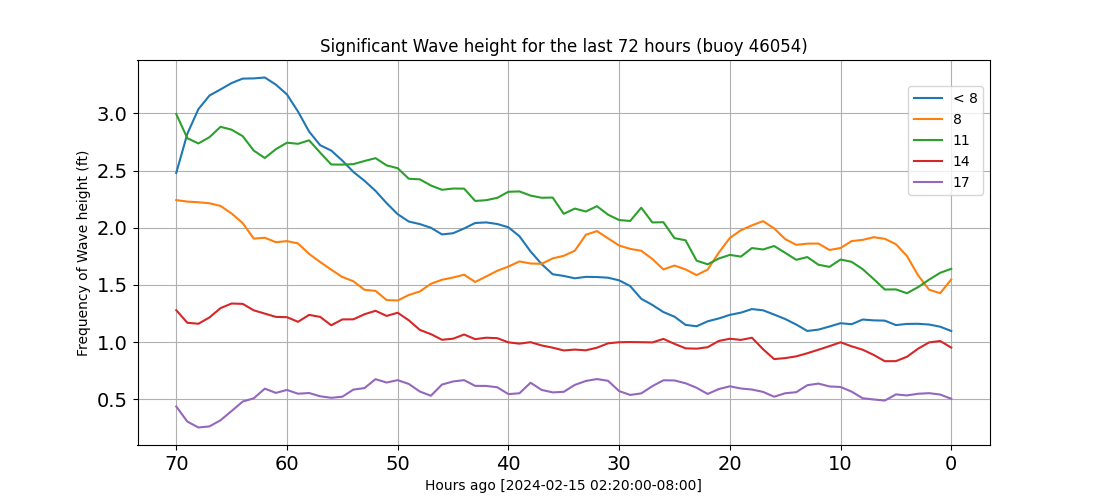 Significant Wave height for the last 72 hours (buoy 46054)
Frequency of Wave height (ft)
3.0
2.5
2.0
1.5
1.0
0.5
< 8
8
11
14
17
70 60 50 40 30 20 10 0
Hours ago [2024-02-15 02:20:00-08:00]